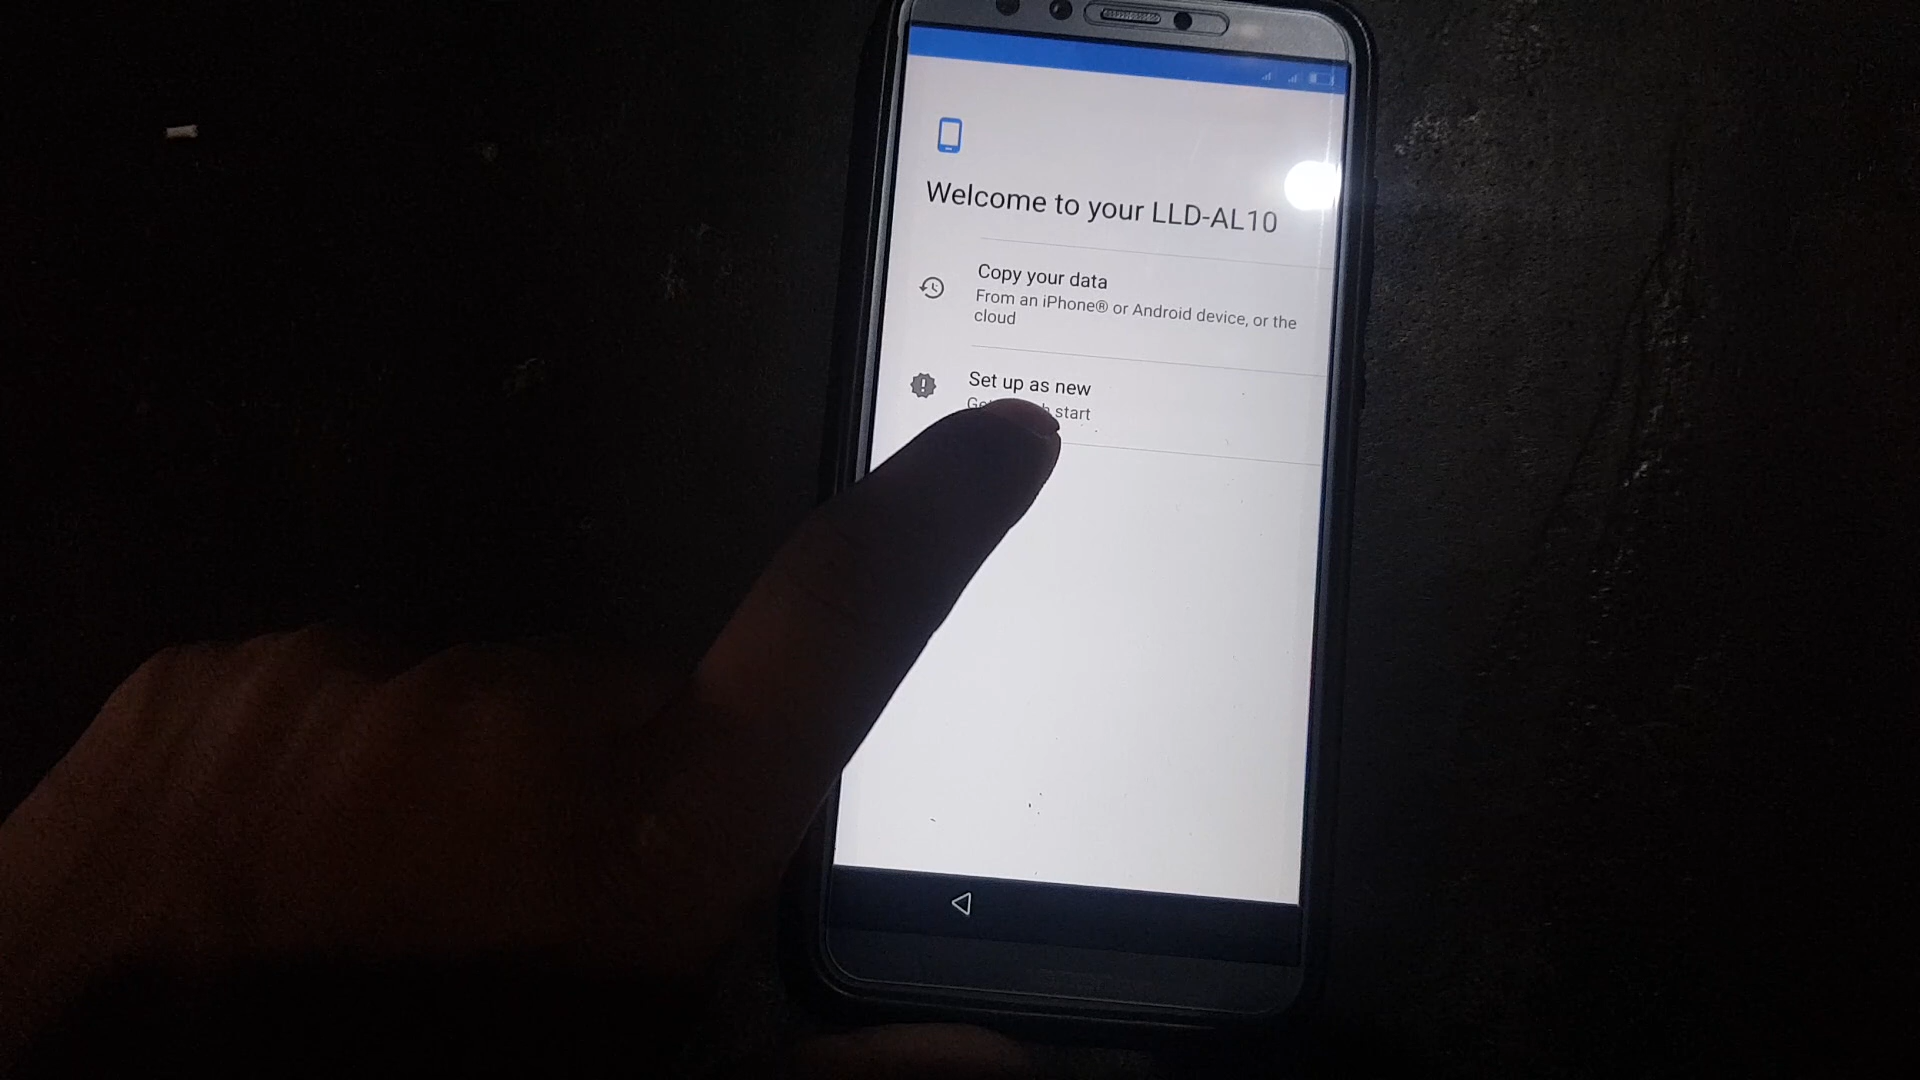 Welcome to your LLD-AL10
Copy your data
From an iPhone® or Android device, or the
cloud
Set up as new
start